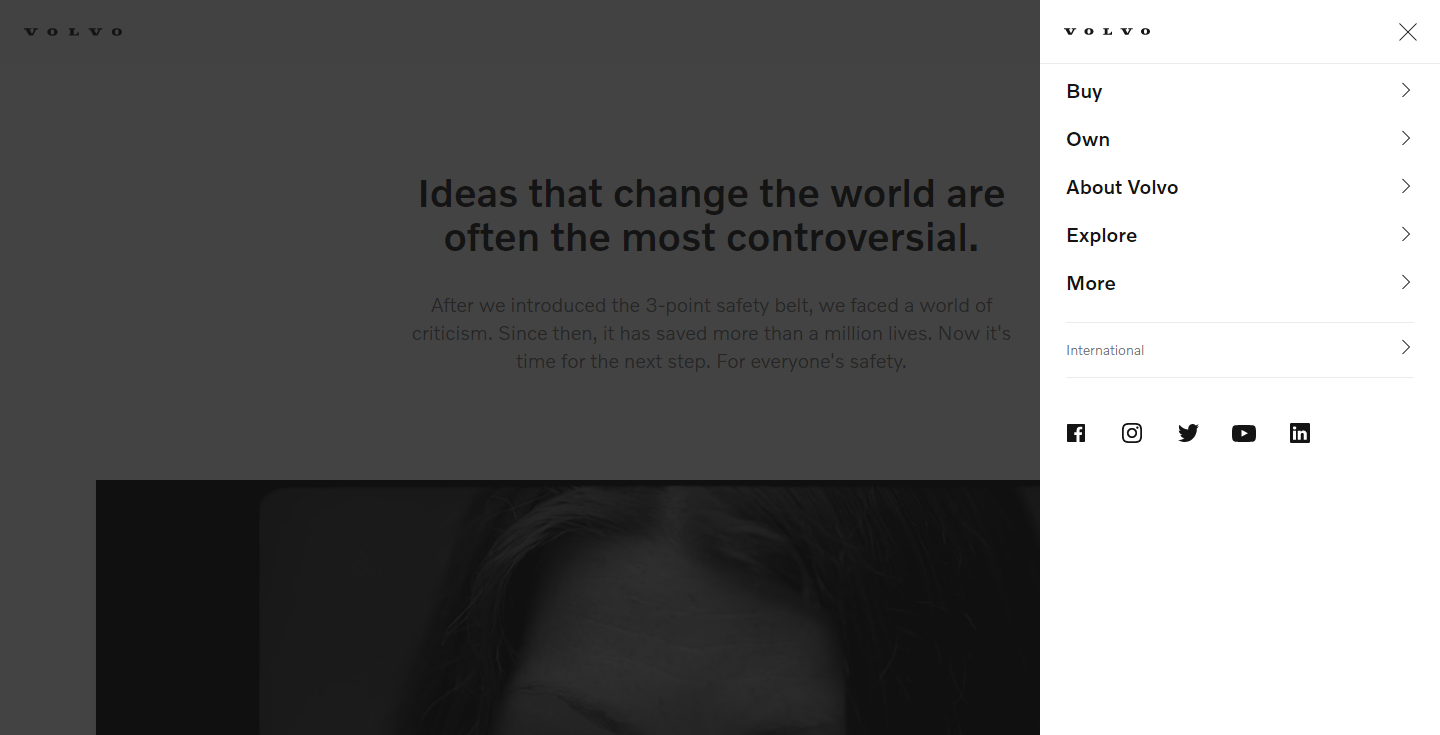 VOLVO
Ideas that change the world are
often the most controversial.
After we introduced the 3-point safety belt, we faced a world of
criticism. Since then, it has saved more than a million lives. Now it's
time for the next step. For everyone's safety.
VOLVO
Buy
Own
About Volvo
Explore
More
International